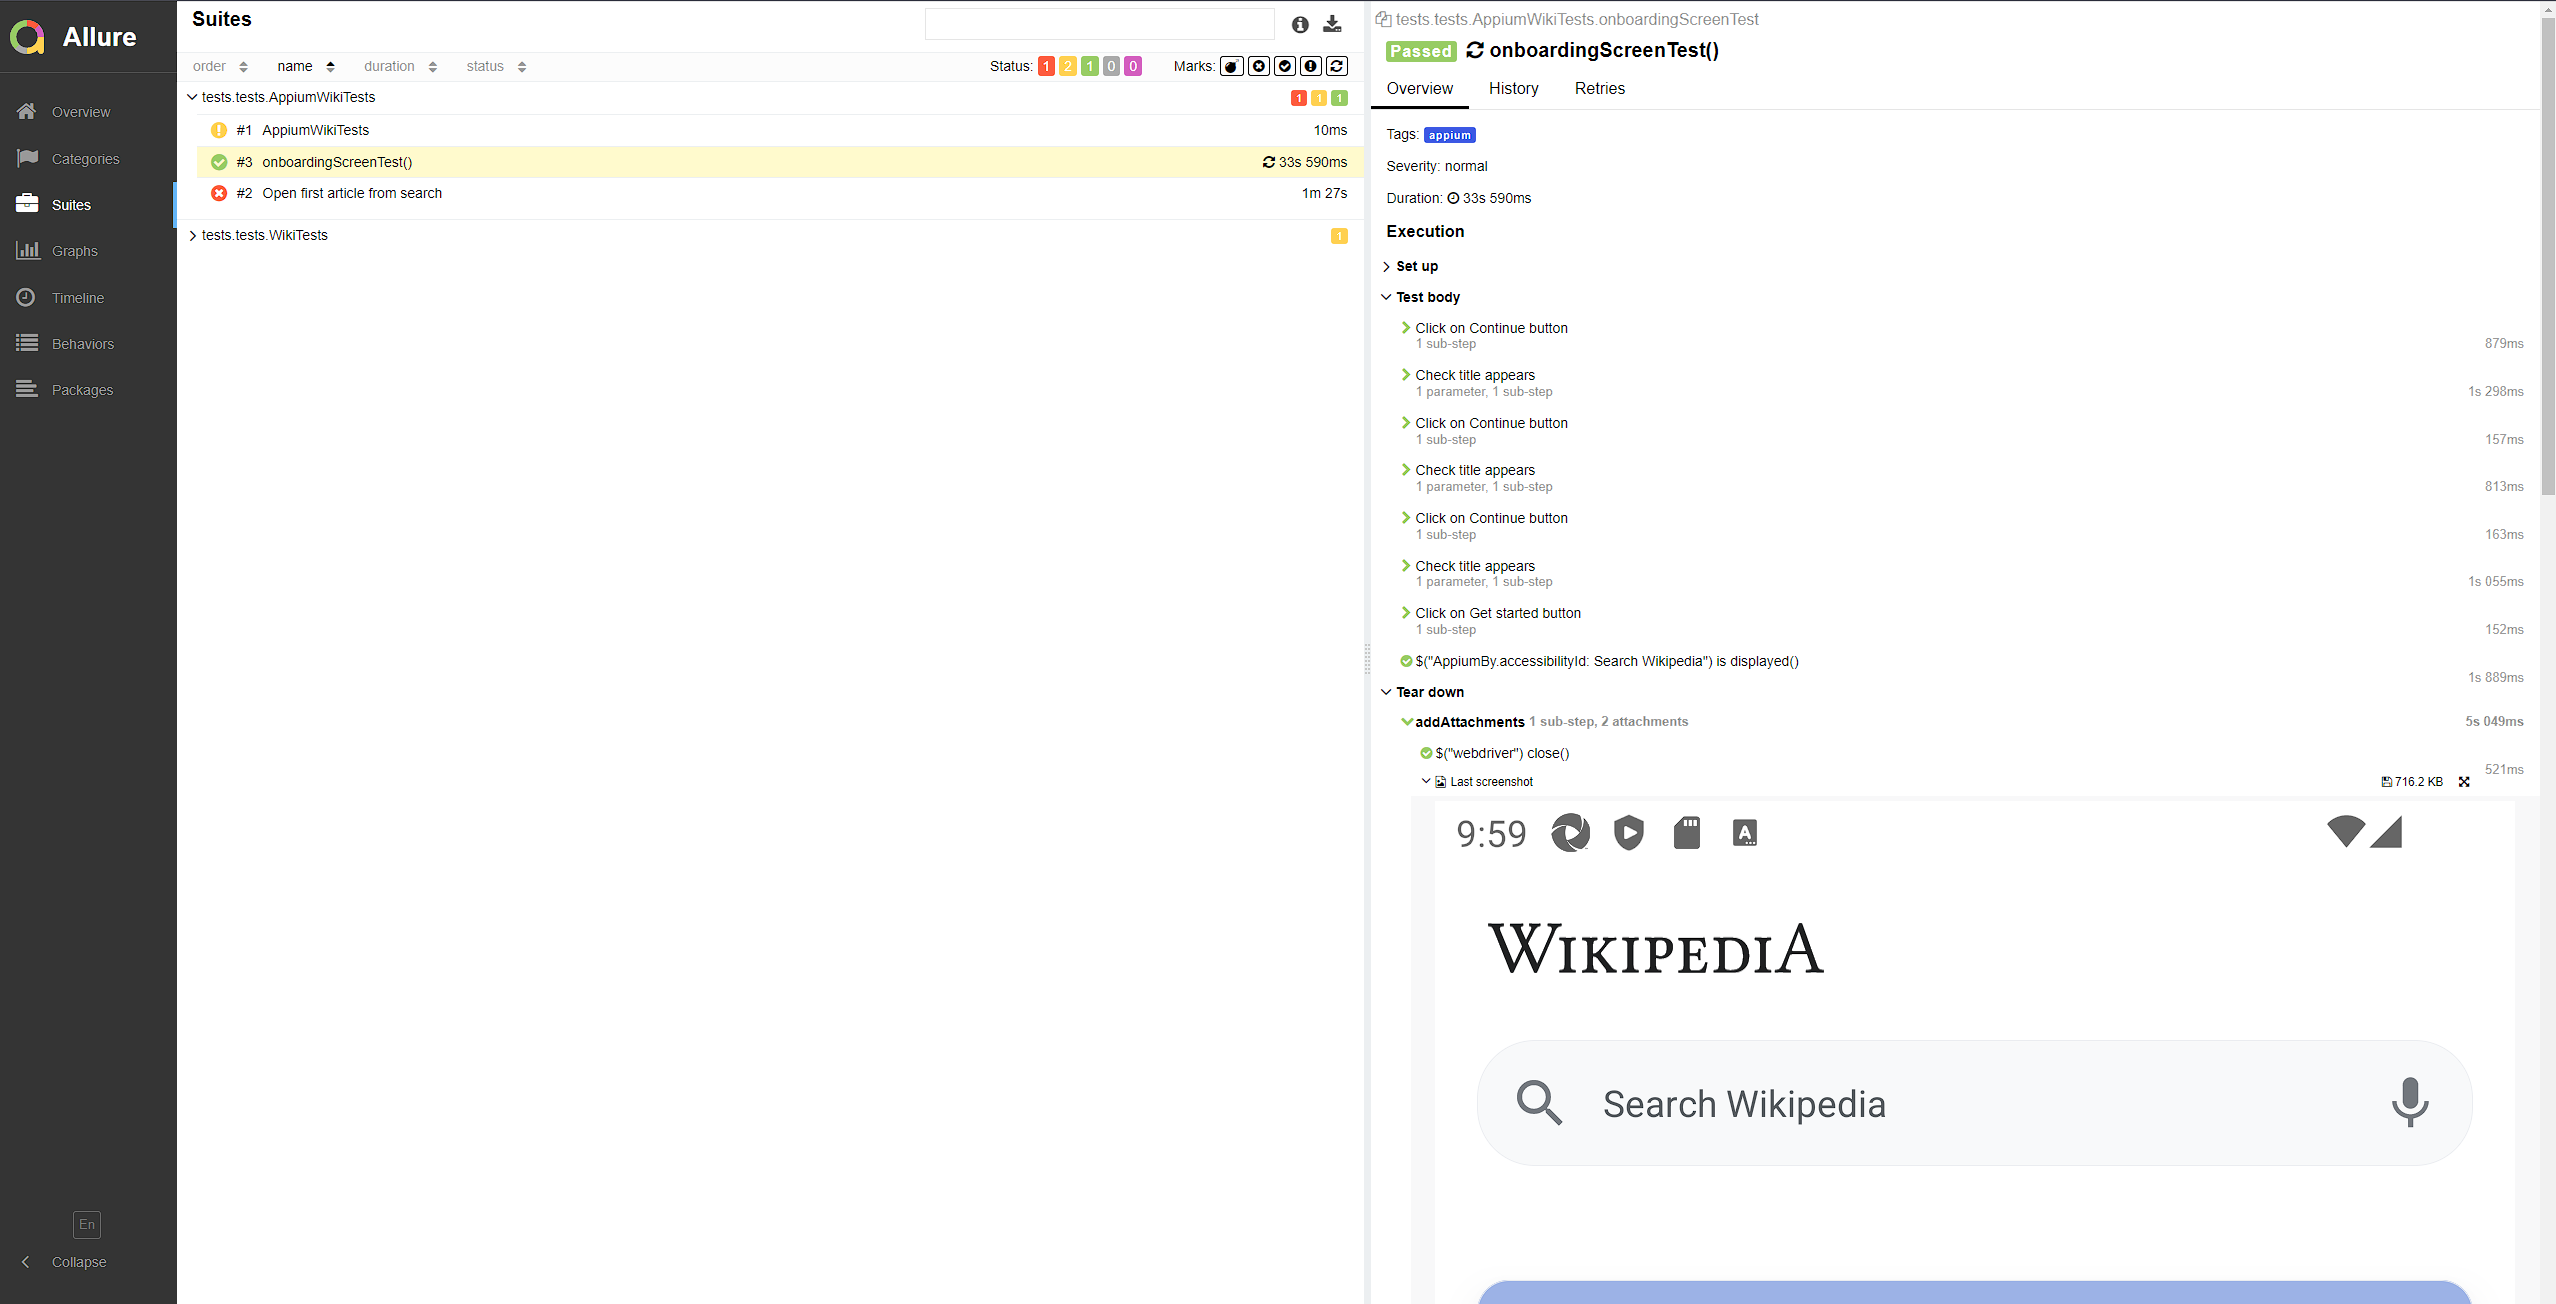 Allure
Overview
Categories
Suites
Graphs
Timeline
Behaviors
Packages
En
Collapse
Suites
order name duration status Status: 1 2 1 0 0 Marks:
tests.tests.AppiumWikiTests 1 1 1
#1 AppiumWikiTests 10ms
#3 onboardingScreenTest() 33s 590ms
#2 Open first article from search 1m 27s
tests.tests.WikiTests 1
tests.tests.AppiumWikiTests.onboardingScreenTest
Passed onboardingScreenTest()
Overview History Retries
Tags: appium
Severity: normal
Duration: 33s 590ms
Execution
Set up
Test body
Click on Continue button
1 sub-step 879ms
Check title appears
1 parameter, 1 sub-step 1s 298ms
Click on Continue button
1 sub-step 157ms
Check title appears
1 parameter, 1 sub-step 813ms
Click on Continue button
1 sub-step 163ms
Check title appears
1 parameter, 1 sub-step 1s 055ms
Click on Get started button
1 sub-step 152ms
$("AppiumBy.accessibilityId: Search Wikipedia") is displayed()
1s 889ms
Tear down
addAttachments 1 sub-step, 2 attachments 5s 049ms
$("webdriver") close()
521ms
Last screenshot 716.2 KB
9:59 A
WIKIPEDIA
Search Wikipedia